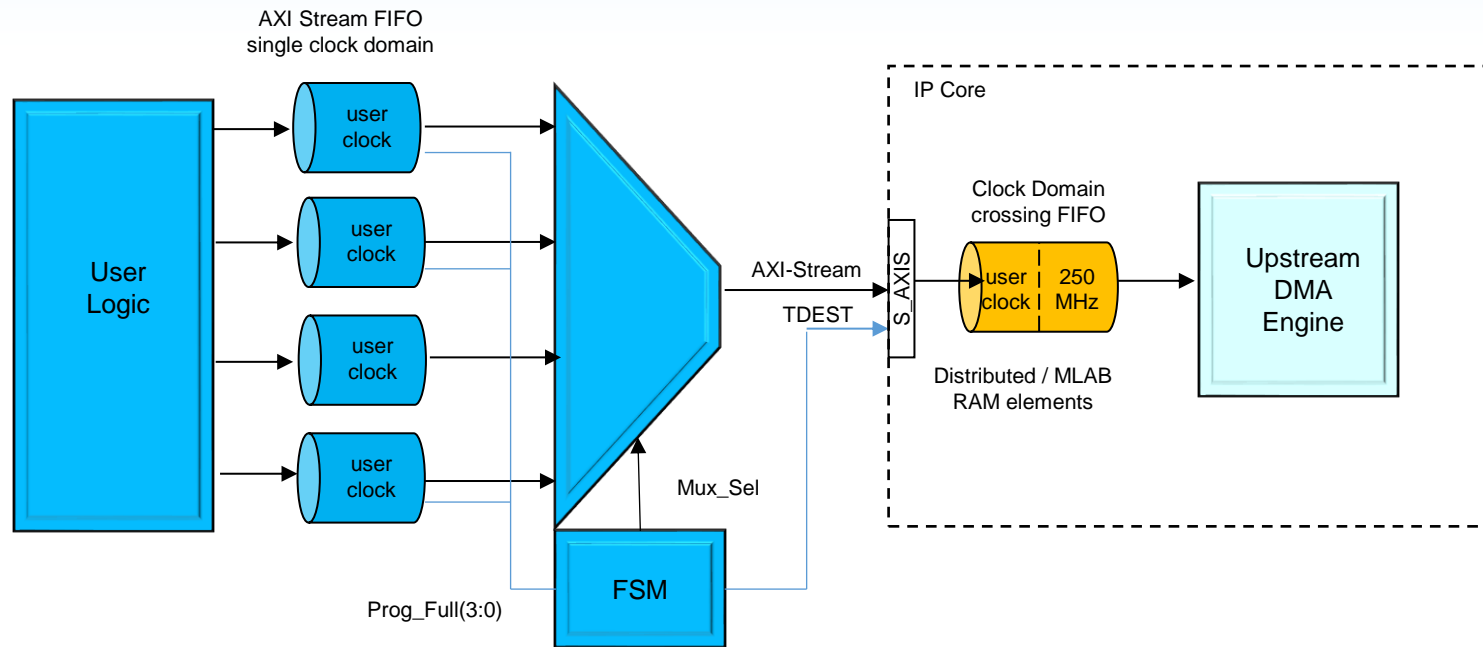 AXI Stream FIFO
single clock domain
User
Logic
user
clock
user
clock
user
clock
user
clock
Prog_Full(3:0)
FSM
Mux_Sel
AXI-Stream
TDEST
IP Core
S_AXIS
Clock Domain
crossing FIFO
user
clock
250
MHz
Distributed / MLAB
RAM elements
Upstream
DMA
Engine